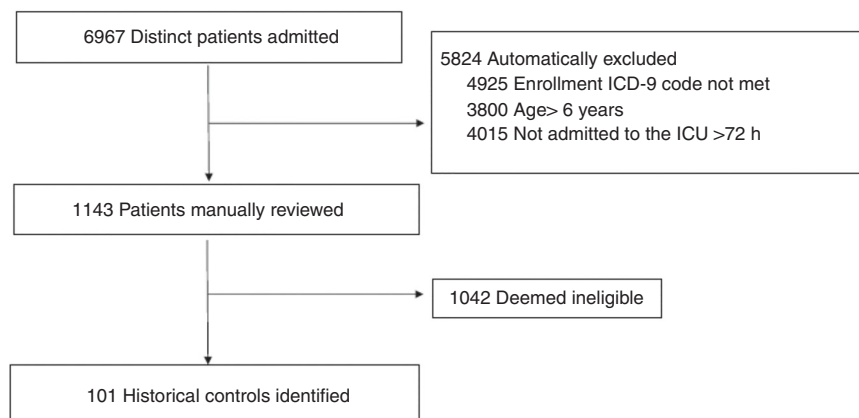 6967 Distinct patients admitted
5824 Automatically excluded
4925 Enrollment ICD-9 code not met
3800 Age> 6 years
4015 Not admitted to the ICU >72 h
1143 Patients manually reviewed
1042 Deemed ineligible
101 Historical controls identified